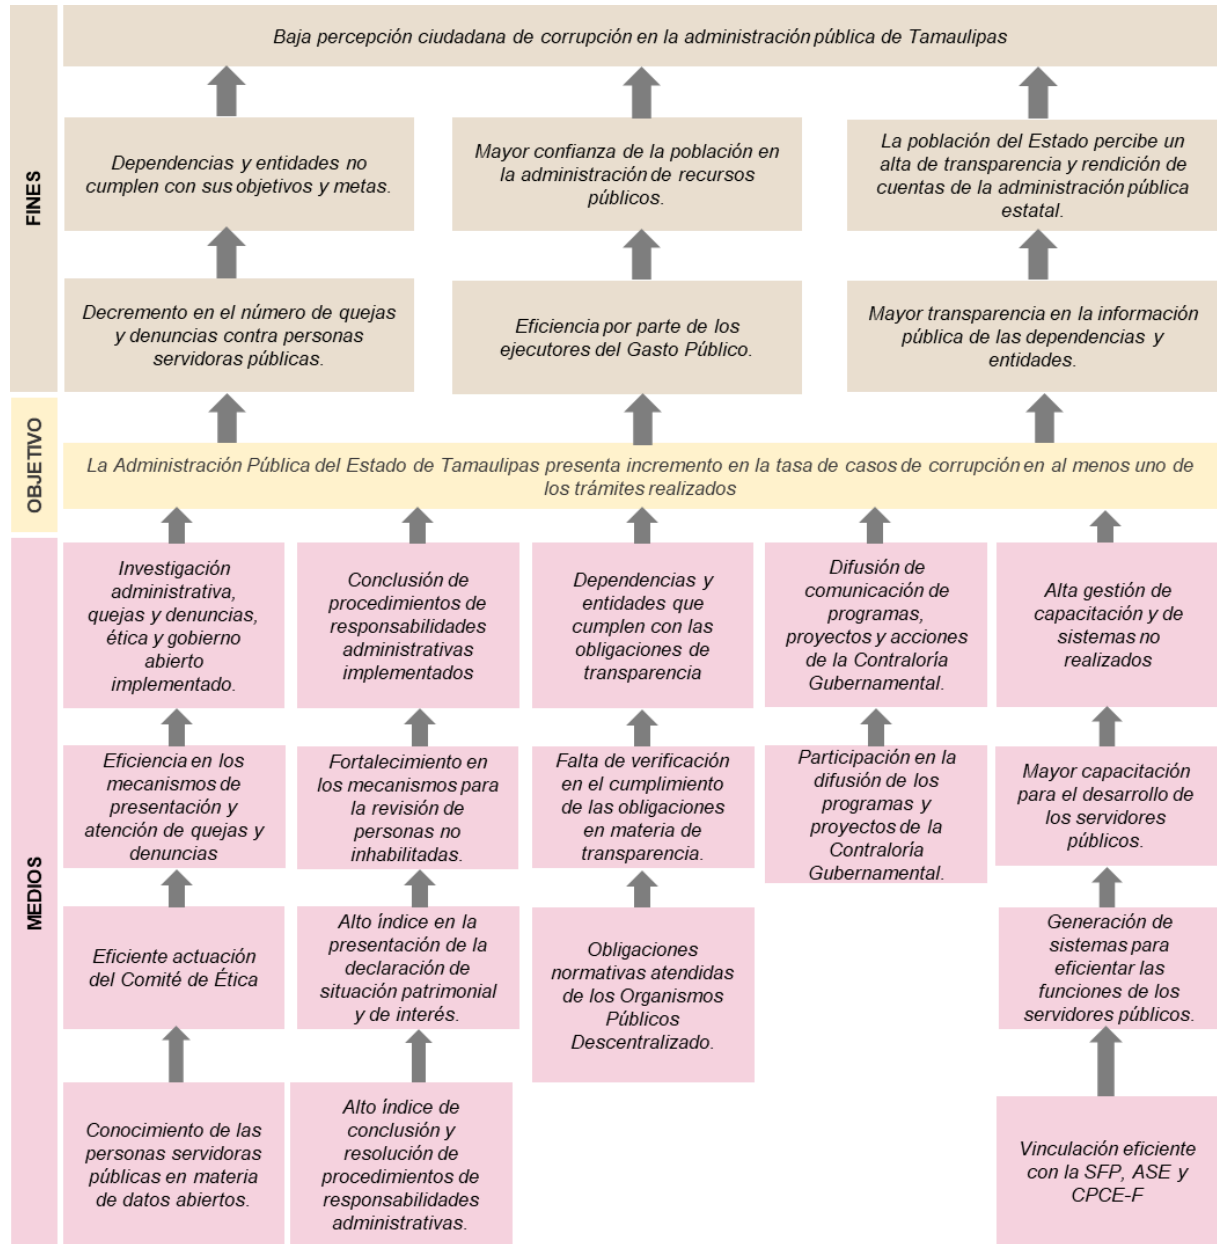 Baja percepción ciudadana de corrupción en la administración pública de Tamaulipas
FINES
Dependencias y entidades no
cumplen con sus objetivos y metas.
Mayor confianza de la población en
la administración de recursos
públicos.
La población del Estado percibe un
alta de transparencia y rendición de
cuentas de la administración pública
estatal.
Decremento en el número de quejas
y denuncias contra personas
servidoras públicas.
Eficiencia por parte de los
ejecutores del Gasto Público.
Mayor transparencia en la información
pública de las dependencias y
entidades.
OBJETIVO
La Administración Pública del Estado de Tamaulipas presenta incremento en la tasa de casos de corrupción en al menos uno de
los trámites realizados
MEDIOS
Investigación
administrativa,
quejas y denuncias,
ética y gobierno
abierto
implementado.
Conclusión de
procedimientos de
responsabilidades
administrativas
implementados
Dependencias y
entidades que
cumplen con las
obligaciones de
transparencia
Difusión de
comunicación de
programas,
proyectos y acciones
de la Contraloría
Gubernamental.
Alta gestión de
capacitación y de
sistemas no
realizados
Eficiencia en los
mecanismos de
presentación y
atención de quejas y
denuncias
Fortalecimiento en
los mecanismos para
la revisión de
personas no
inhabilitadas.
Falta de verificación
en el cumplimiento
de las obligaciones
en materia de
transparencia.
Participación en la
difusión de los
programas y
proyectos de la
Contraloría
Gubernamental.
Mayor capacitación
para el desarrollo de
los servidores
públicos.
Eficiente actuación
del Comité de Ética
Alto índice en la
presentación de la
declaración de
situación patrimonial
y de interés.
Obligaciones
normativas atendidas
de los Organismos
Públicos
Descentralizado.
Generación de
sistemas para
eficientar las
funciones de los
servidores públicos.
Conocimiento de las
personas servidoras
públicas en materia
de datos abiertos.
Alto índice de
conclusión y
resolución de
procedimientos de
responsabilidades
administrativas.
Vinculación eficiente
con la SFP, ASE y
CPCE-F